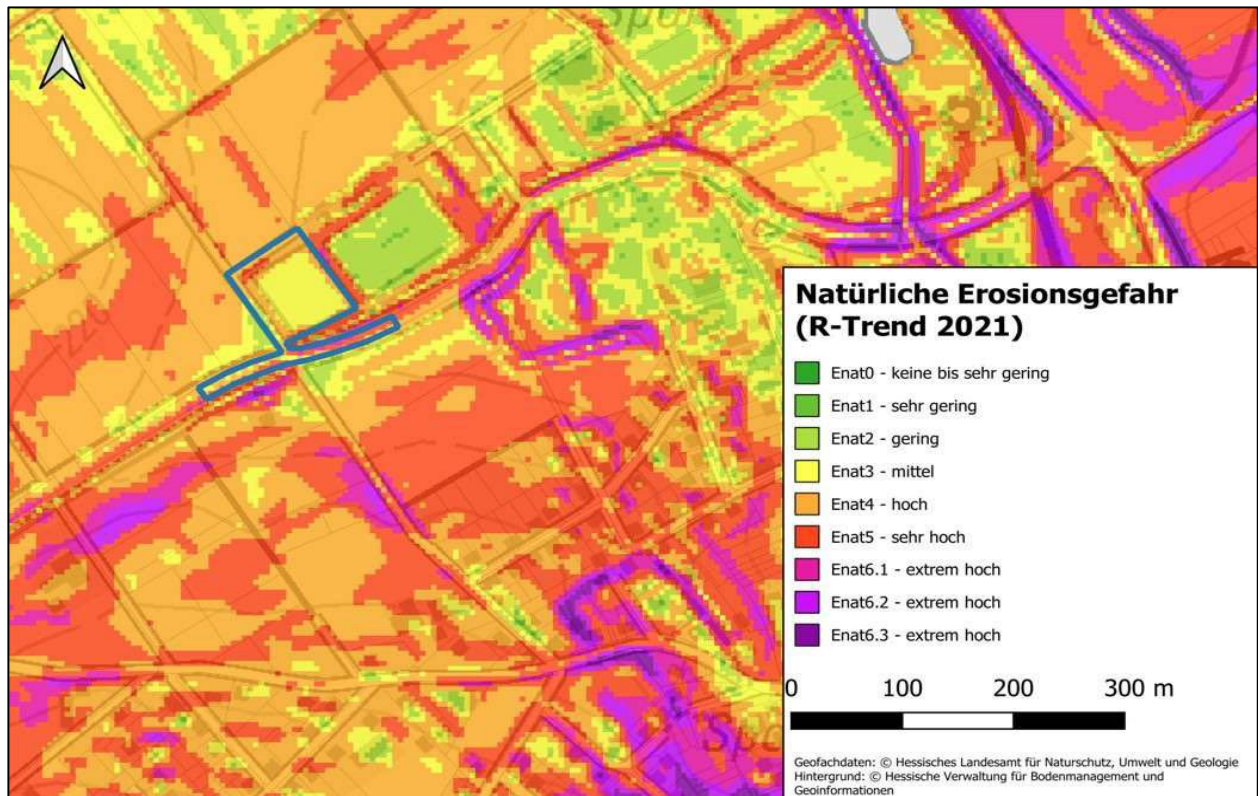 Spor
Natürliche Erosionsgefahr
(R-Trend 2021)
Enat0 - keine bis sehr gering
Enat1 - sehr gering
Enat2 - gering
Enat3 - mittel
Enat4 - hoch
Enat5 - sehr hoch
Enat6.1 - extrem hoch
Enat6.2 - extrem hoch
Enat6.3 - extrem hoch
0 100 200 300 m
Geofachdaten: © Hessisches Landesamt für Naturschutz, Umwelt und Geologie
Hintergrund: © Hessische Verwaltung für Bodenmanagement und
Geoinformationen